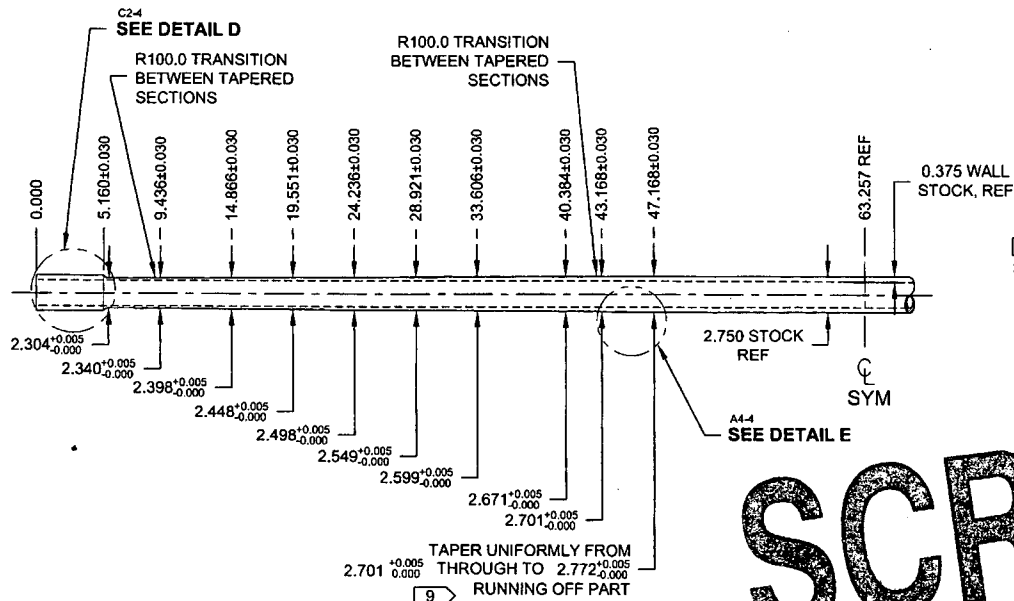 C2-4
SEE DETAIL D
R100.0 TRANSITION
BETWEEN TAPERED
SECTIONS
R100.0 TRANSITION
BETWEEN TAPERED
SECTIONS
0.000
5.160±0.030
9.436±0.030
14.866±0.030
19.551±0.030
24.236±0.030
28.921±0.030
33.606±0.030
40.384±0.030
43.168±0.030
47.168±0.030
63.257 REF
0.375 WALL
STOCK, REF
2.304 +0.005 -0.000
2.340 +0.005 -0.000
2.398 +0.005 -0.000
2.448 +0.005 -0.000
2.498 +0.005 -0.000
2.549 +0.005 -0.000
2.599 +0.005 -0.000
2.671 +0.005 -0.000
2.701 +0.005 -0.000
2.750 STOCK
REF
SYM
A4-4
SEE DETAIL E
TAPER UNIFORMLY FROM
2.701 +0.005 0.000 THROUGH TO 2.772 +0.005 -0.000
RUNNING OFF PART
9